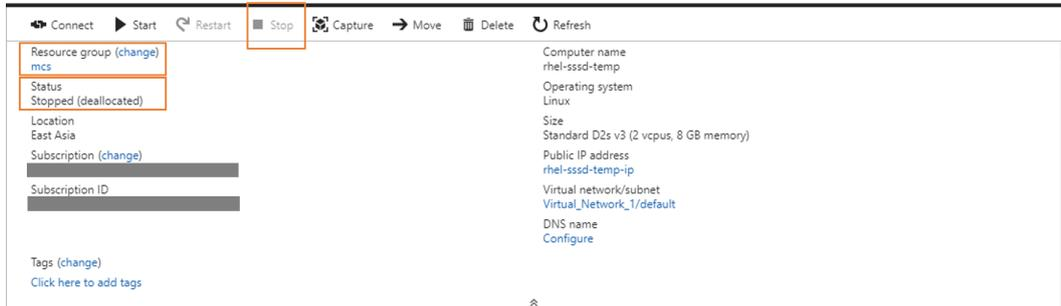 Connect Start Restart Stop Capture Move Delete Refresh
Resource group (change)
mcs
Status
Stopped (deallocated)
Location
East Asia
Subscription (change)
Subscription ID
Tags (change)
Click here to add tags
Computer name
rhel-sssd-temp
Operating system
Linux
Size
Standard D2s v3 (2 vcpus, 8 GB memory)
Public IP address
rhel-sssd-temp-ip
Virtual network/subnet
Virtual_Network_1/default
DNS name
Configure